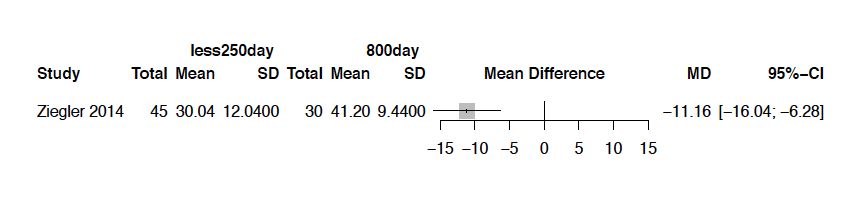 less250day 800day
Study Total Mean SD Total Mean SD Mean Difference MD 95%−CI
Ziegler 2014 45 30.04 12.0400 30 41.20 9.4400 −11.16 [−16.04; −6.28]
−15 −10 −5 0 5 10 15